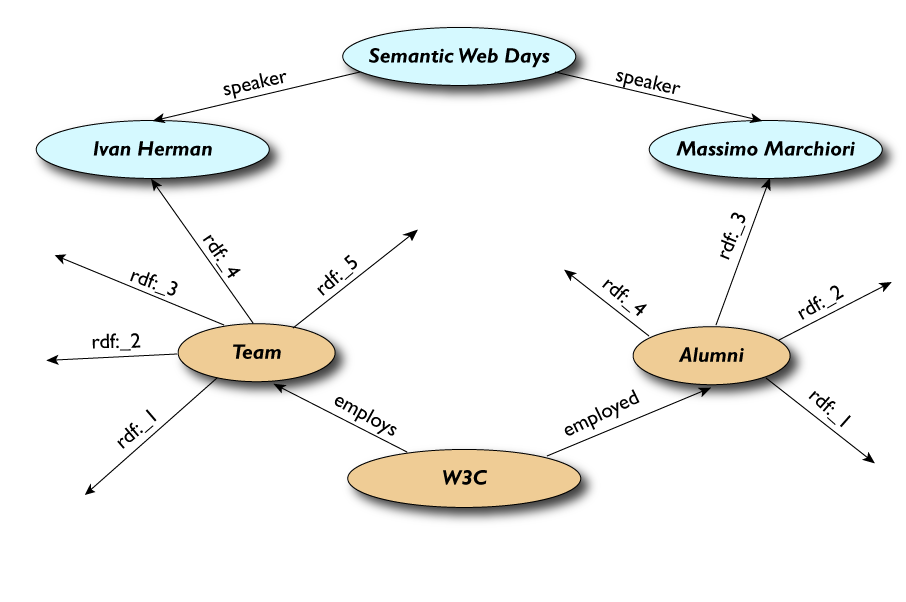 Semantic Web Days
speaker
speaker
Ivan Herman
Massimo Marchiori
rdf:_4
rdf:_3
rdf:_3
rdf:_5
rdf:_4
rdf:_2
rdf:_2
Team
Alumni
rdf:_1
employs
employed
rdf:_1
W3C